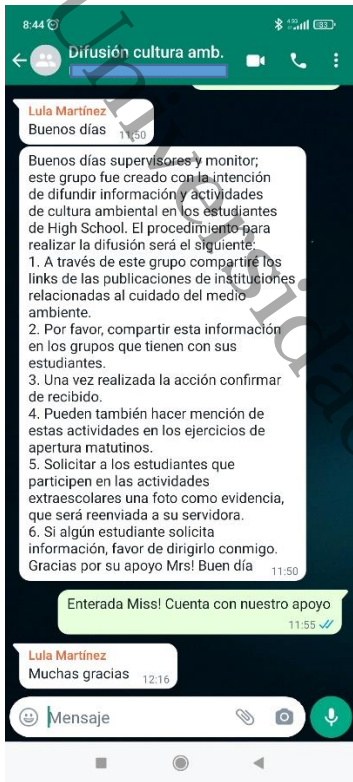 8:44
83
Difusión cultura amb.
Lula Martínez
Buenos días 11:50
Buenos días supervisores y monitor;
este grupo fue creado con la intención
de difundir información y actividades
de cultura ambiental en los estudiantes
de High School. El procedimiento para
realizar la difusión será el siguiente:
1. A través de este grupo compartiré los
links de las publicaciones de instituciones
relacionadas al cuidado del medio
ambiente.
2. Por favor, compartir esta información
en los grupos que tienen con sus
estudiantes.
3. Una vez realizada la acción confirmar
de recibido.
4. Pueden también hacer mención de
estas actividades en los ejercicios de
apertura matutinos.
5. Solicitar a los estudiantes que
participen en las actividades
extraescolares una foto como evidencia,
que será reenviada a su servidora.
6. Si algún estudiante solicita
información, favor de dirigirlo conmigo.
Gracias por su apoyo Mrs! Buen día 11:50
Enterada Miss! Cuenta con nuestro apoyo
11:55
Lula Martínez
Muchas gracias 12:16
Mensaje